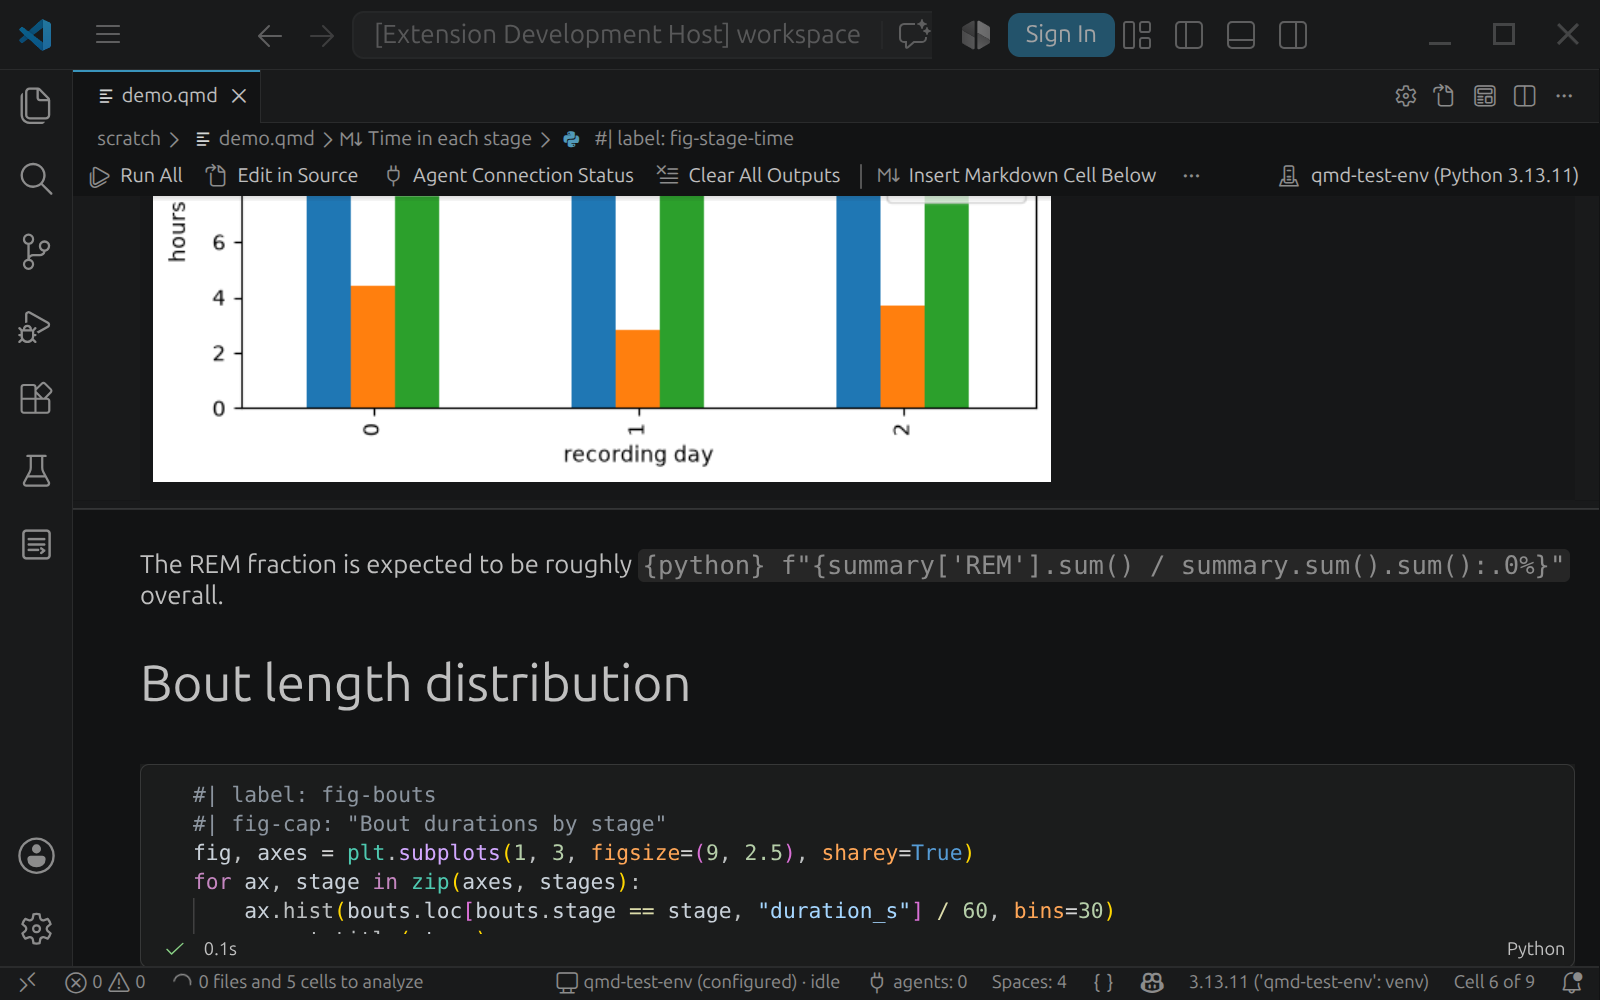 [Extension Development Host] workspace
Sign In
demo.qmd
scratch > demo.qmd > M↓ Time in each stage > #| label: fig-stage-time
Run All Edit in Source Agent Connection Status Clear All Outputs | M↓ Insert Markdown Cell Below ··· qmd-test-env (Python 3.13.11)
hours
6
4
2
0
0 1 2
recording day
The REM fraction is expected to be roughly {python} f"{summary['REM'].sum() / summary.sum().sum():.0%}"
overall.
Bout length distribution
#| label: fig-bouts
#| fig-cap: "Bout durations by stage"
fig, axes = plt.subplots(1, 3, figsize=(9, 2.5), sharey=True)
for ax, stage in zip(axes, stages):
ax.hist(bouts.loc[bouts.stage == stage, "duration_s"] / 60, bins=30)
0.1s
Python
0 0 0 files and 5 cells to analyze qmd-test-env (configured) · idle agents: 0 Spaces: 4 { } 3.13.11 ('qmd-test-env': venv) Cell 6 of 9